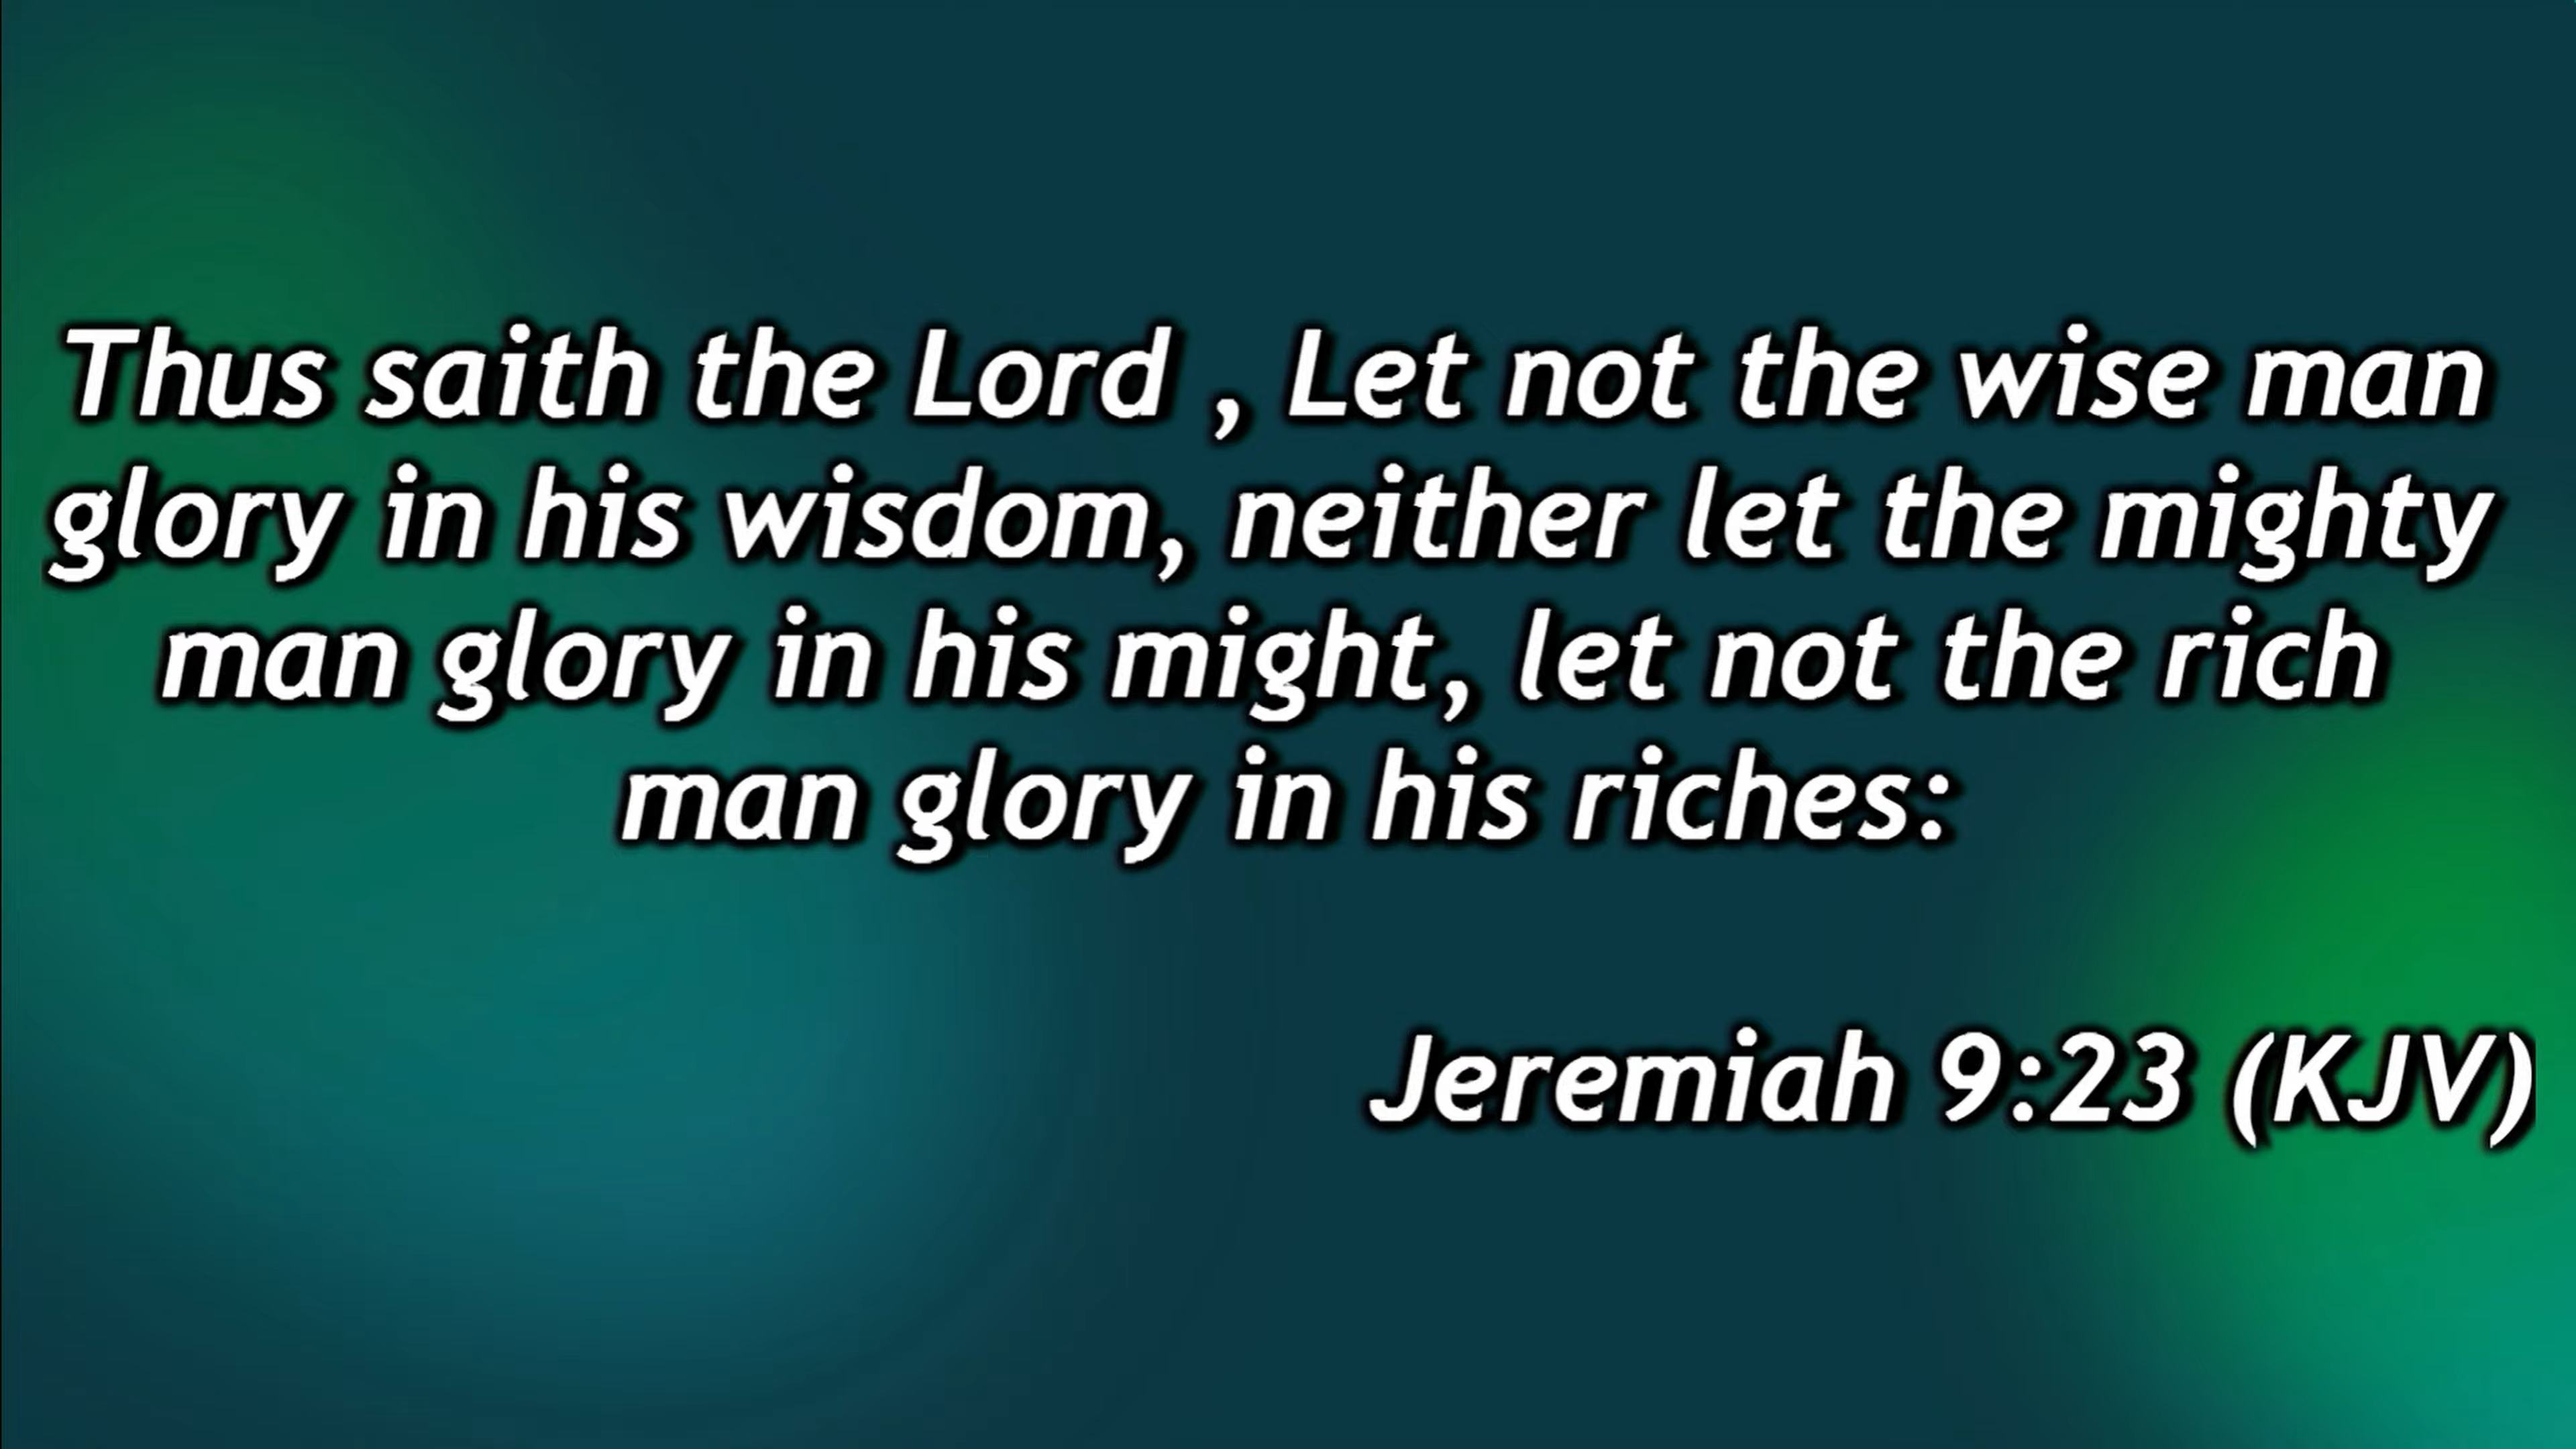 Thus saith the Lord , Let not the wise man
glory in his wisdom, neither let the mighty
man glory in his might, let not the rich
man glory in his riches:
Jeremiah 9:23 (KJV)